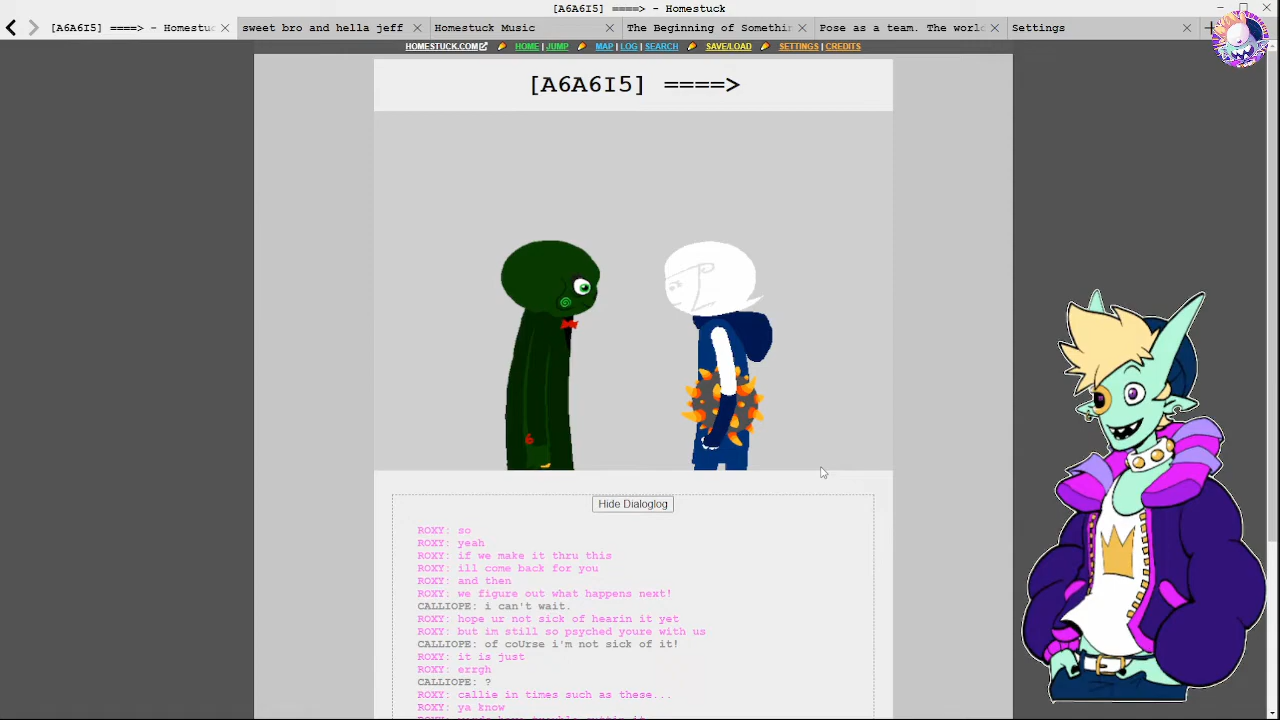 [A6A6I5] ====> - Homestuck
[A6A6I5] ====> - Homestuc
sweet bro and hella jeff
Homestuck Music
The Beginning of Somethin
Pose as a team. The worl
Settings
HOMESTUCK.COM HOME | JUMP MAP | LOG | SEARCH SAVE/LOAD SETTINGS | CREDITS
[A6A6I5] ====>
6
Hide Dialoglog
ROXY: so
ROXY: yeah
ROXY: if we make it thru this
ROXY: ill come back for you
ROXY: and then
ROXY: we figure out what happens next!
CALLIOPE: i can't wait.
ROXY: hope ur not sick of hearin it yet
ROXY: but im still so psyched youre with us
CALLIOPE: of coUrse i'm not sick of it!
ROXY: it is just
ROXY: errgh
CALLIOPE: ?
ROXY: callie in times such as these...
ROXY: ya know